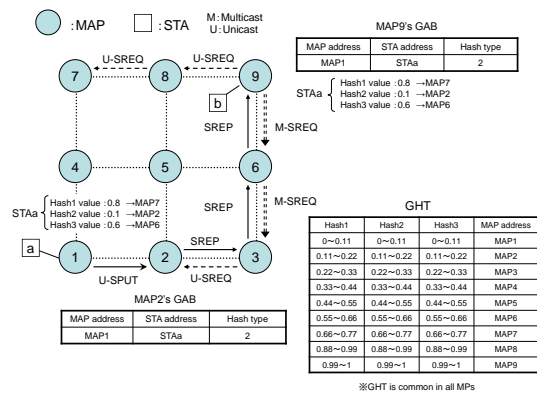 : MAP
: STA
M : Multicast
U : Unicast
MAP9's GAB
MAP address STA address Hash type
MAP1 STAa 2
STAa
Hash1 value : 0.8 →MAP7
Hash2 value : 0.1 →MAP2
Hash3 value : 0.6 →MAP6
U-SREQ
U-SREQ
7
8
9
b
SREP
M-SREQ
4
5
6
STAa
Hash1 value : 0.8 →MAP7
Hash2 value : 0.1 →MAP2
Hash3 value : 0.6 →MAP6
SREP
M-SREQ
a
SREP
1
2
3
U-SPUT
U-SREQ
MAP2's GAB
MAP address STA address Hash type
MAP1 STAa 2
GHT
Hash1 Hash2 Hash3 MAP address
0～0.11 0～0.11 0～0.11 MAP1
0.11～0.22 0.11～0.22 0.11～0.22 MAP2
0.22～0.33 0.22～0.33 0.22～0.33 MAP3
0.33～0.44 0.33～0.44 0.33～0.44 MAP4
0.44～0.55 0.44～0.55 0.44～0.55 MAP5
0.55～0.66 0.55～0.66 0.55～0.66 MAP6
0.66～0.77 0.66～0.77 0.66～0.77 MAP7
0.88～0.99 0.88～0.99 0.88～0.99 MAP8
0.99～1 0.99～1 0.99～1 MAP9
※GHT is common in all MPs